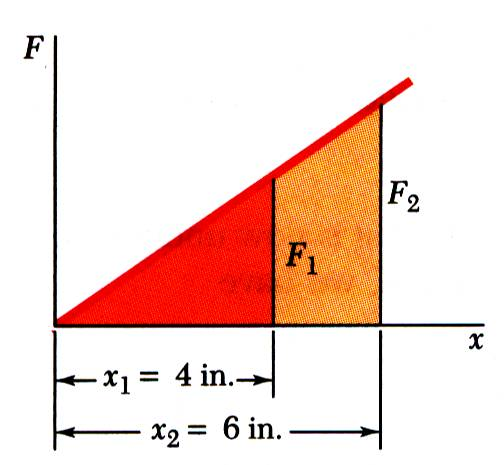 F
F2
F1
x
x1 = 4 in.
x2 = 6 in.